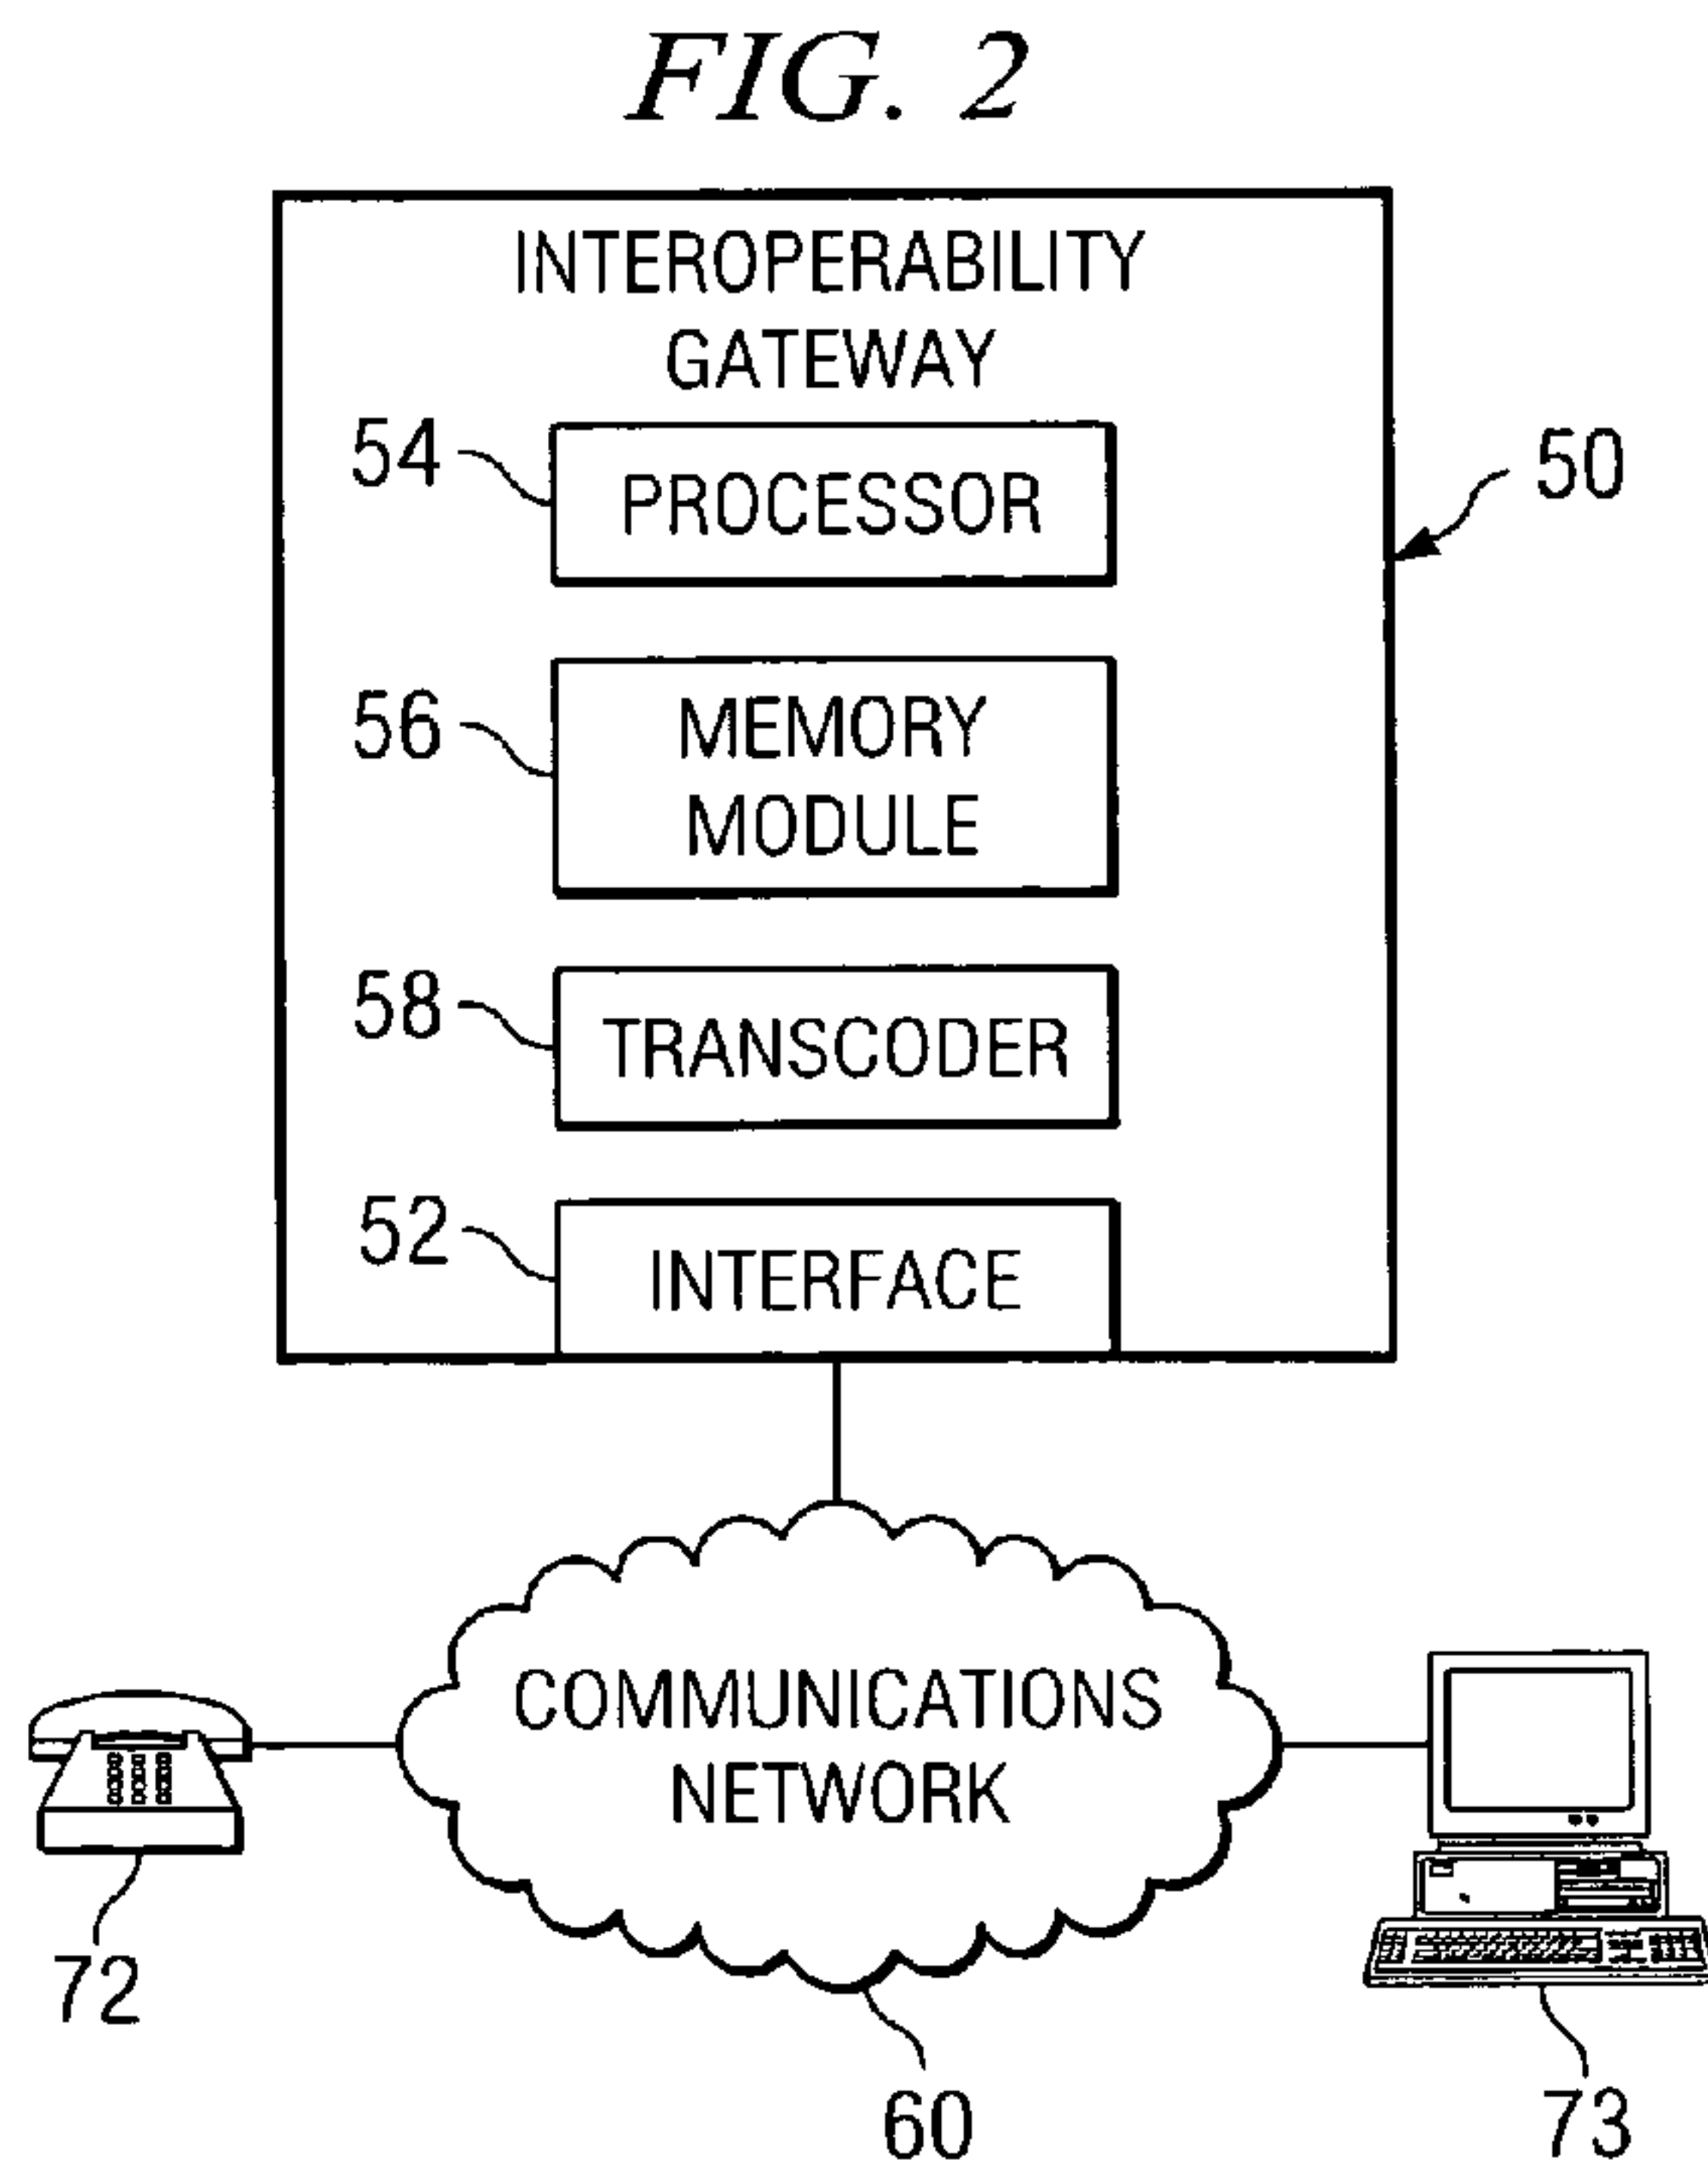 FIG. 2
INTEROPERABILITY
GATEWAY
54
PROCESSOR
50
56
MEMORY
MODULE
58
TRANSCODER
52
INTERFACE
COMMUNICATIONS
NETWORK
72
60
73